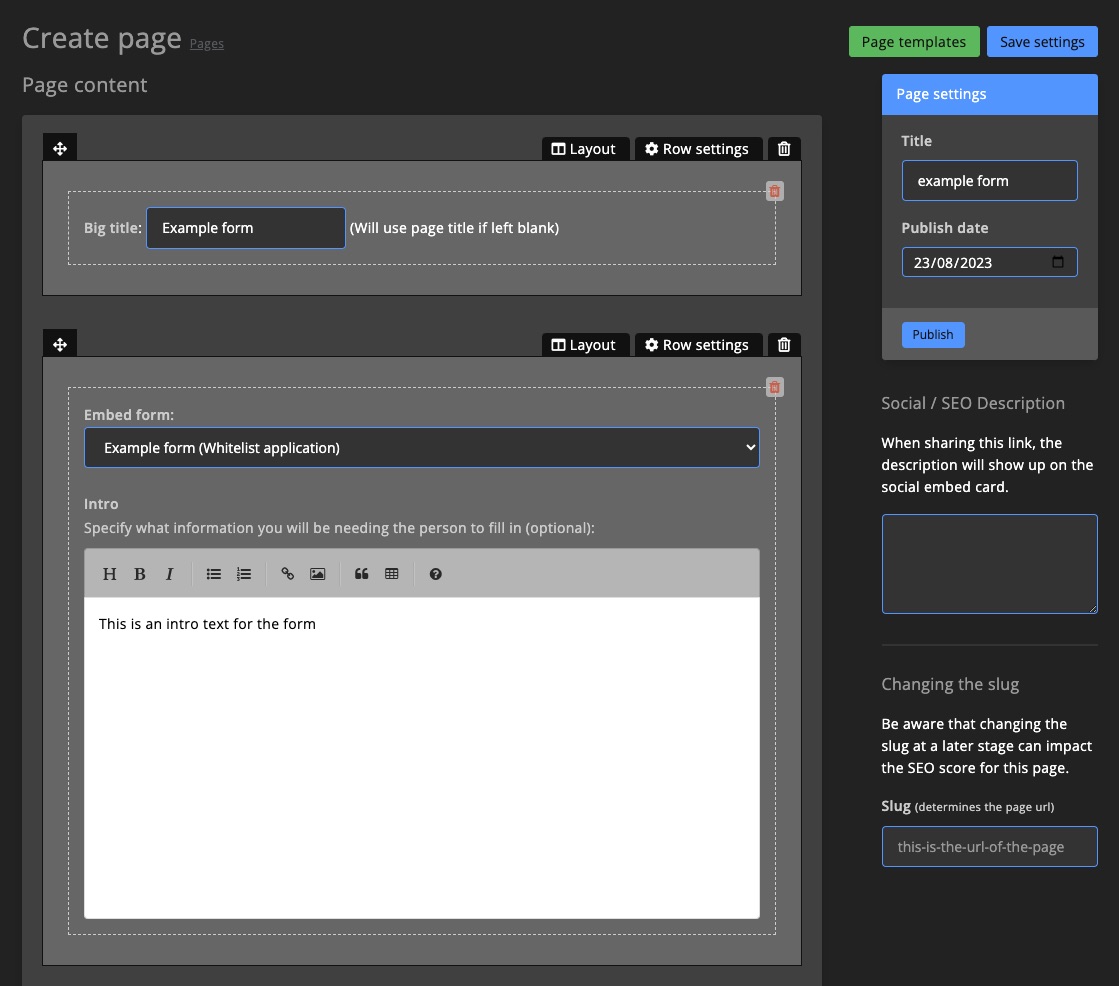 Create page Pages
Page templates Save settings
Page content
Layout Row settings
Big title: Example form (Will use page title if left blank)
Layout Row settings
Embed form:
Example form (Whitelist application)
Intro
Specify what information you will be needing the person to fill in (optional):
H B I
This is an intro text for the form
Page settings
Title
example form
Publish date
23/08/2023
Publish
Social / SEO Description
When sharing this link, the
description will show up on the
social embed card.
Changing the slug
Be aware that changing the
slug at a later stage can impact
the SEO score for this page.
Slug (determines the page url)
this-is-the-url-of-the-page